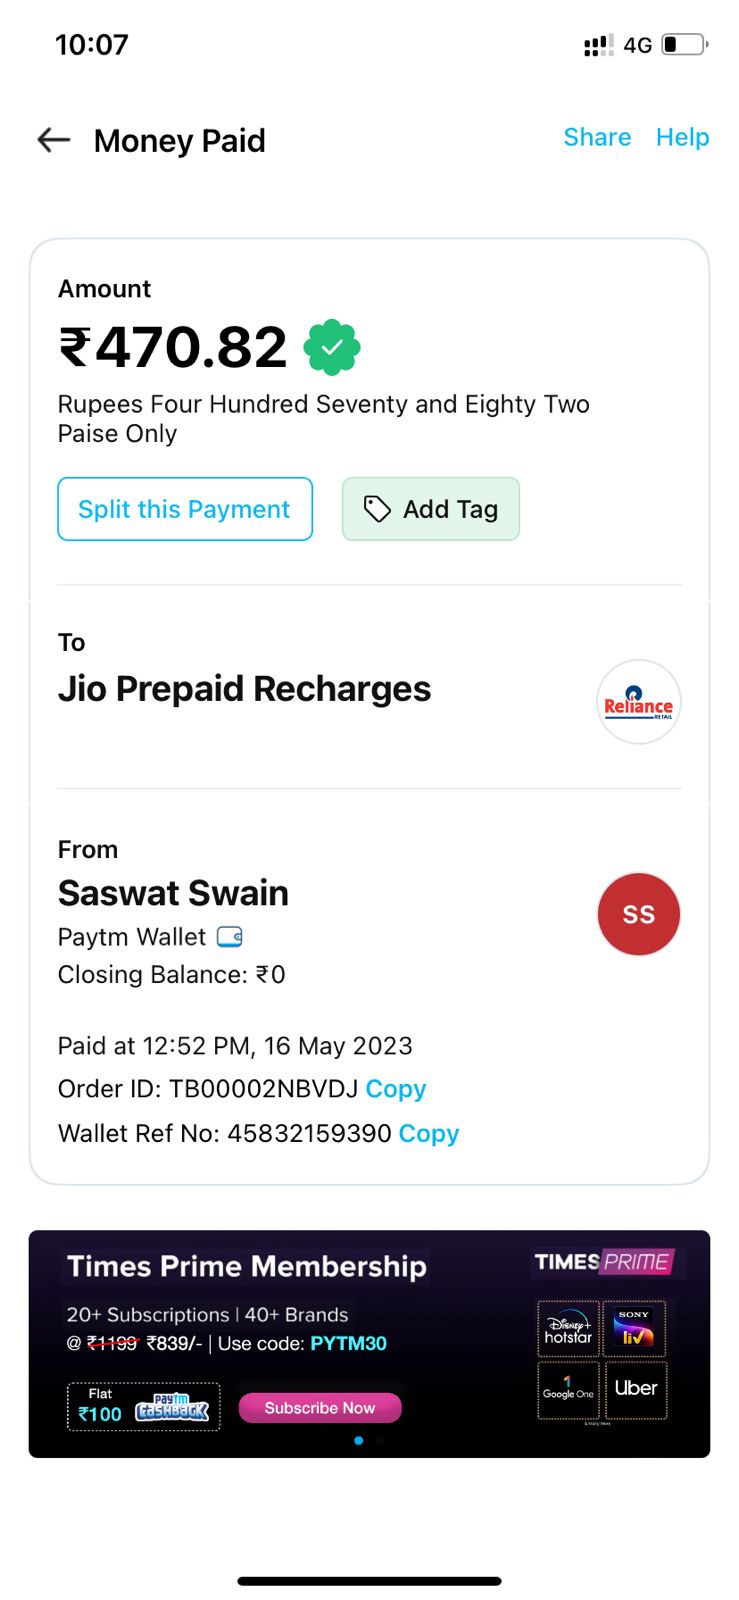 10:07
4G
Money Paid
Share Help
Amount
₹470.82
Rupees Four Hundred Seventy and Eighty Two
Paise Only
Split this Payment
Add Tag
To
Jio Prepaid Recharges
Reliance
RETAIL
From
Saswat Swain
SS
Paytm Wallet
Closing Balance: ₹0
Paid at 12:52 PM, 16 May 2023
Order ID: TB00002NBVDJ Copy
Wallet Ref No: 45832159390 Copy
Times Prime Membership
TIMES PRIME
20+ Subscriptions | 40+ Brands
@ ₹1199 ₹839/- | Use code: PYTM30
Disney+
hotstar
SONY
liv
Flat
₹100
paytm
CASHBACK
Subscribe Now
1
Google One
Uber
& Many More